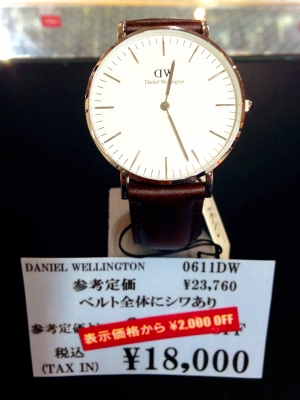 DW
Daniel Wellington
DANIEL WELLINGTON 0611DW
参考定価 ¥23,760
ベルト全体にシワあり
参考定価
表示価格から ¥2,000 OFF
税込
(TAX IN) ¥18,000